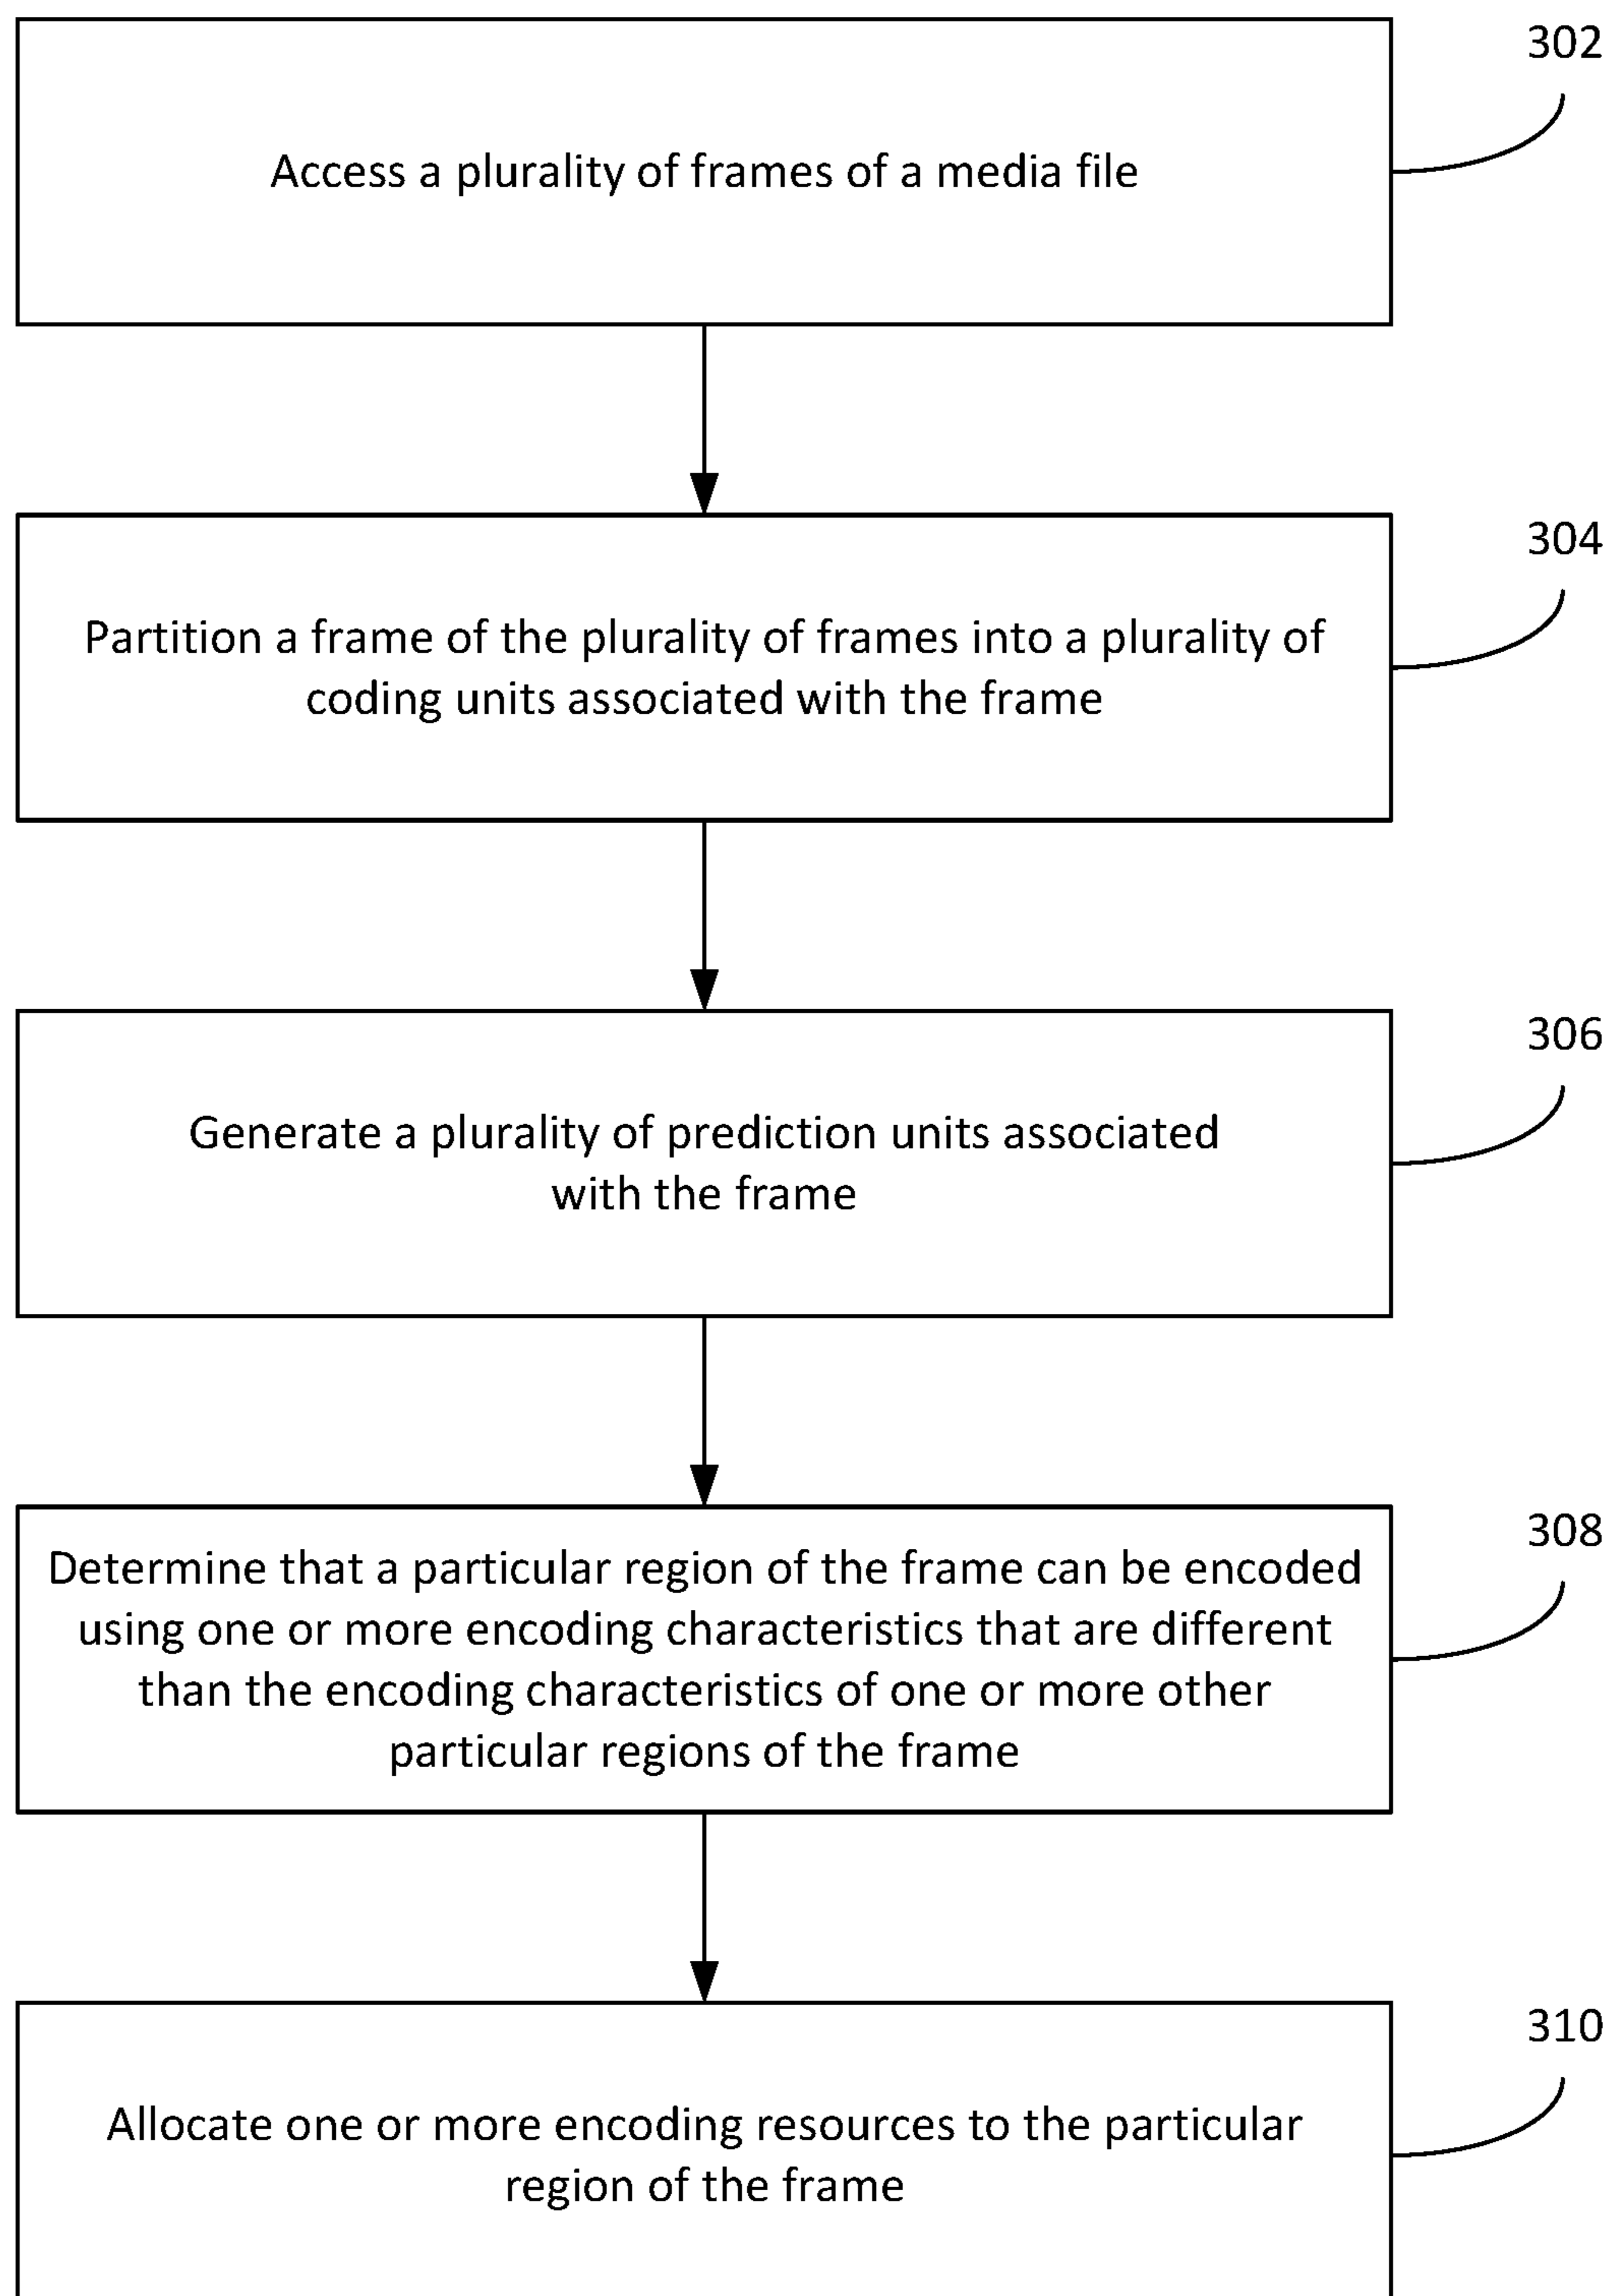 302
Access a plurality of frames of a media file
304
Partition a frame of the plurality of frames into a plurality of
coding units associated with the frame
306
Generate a plurality of prediction units associated
with the frame
308
Determine that a particular region of the frame can be encoded
using one or more encoding characteristics that are different
than the encoding characteristics of one or more other
particular regions of the frame
310
Allocate one or more encoding resources to the particular
region of the frame